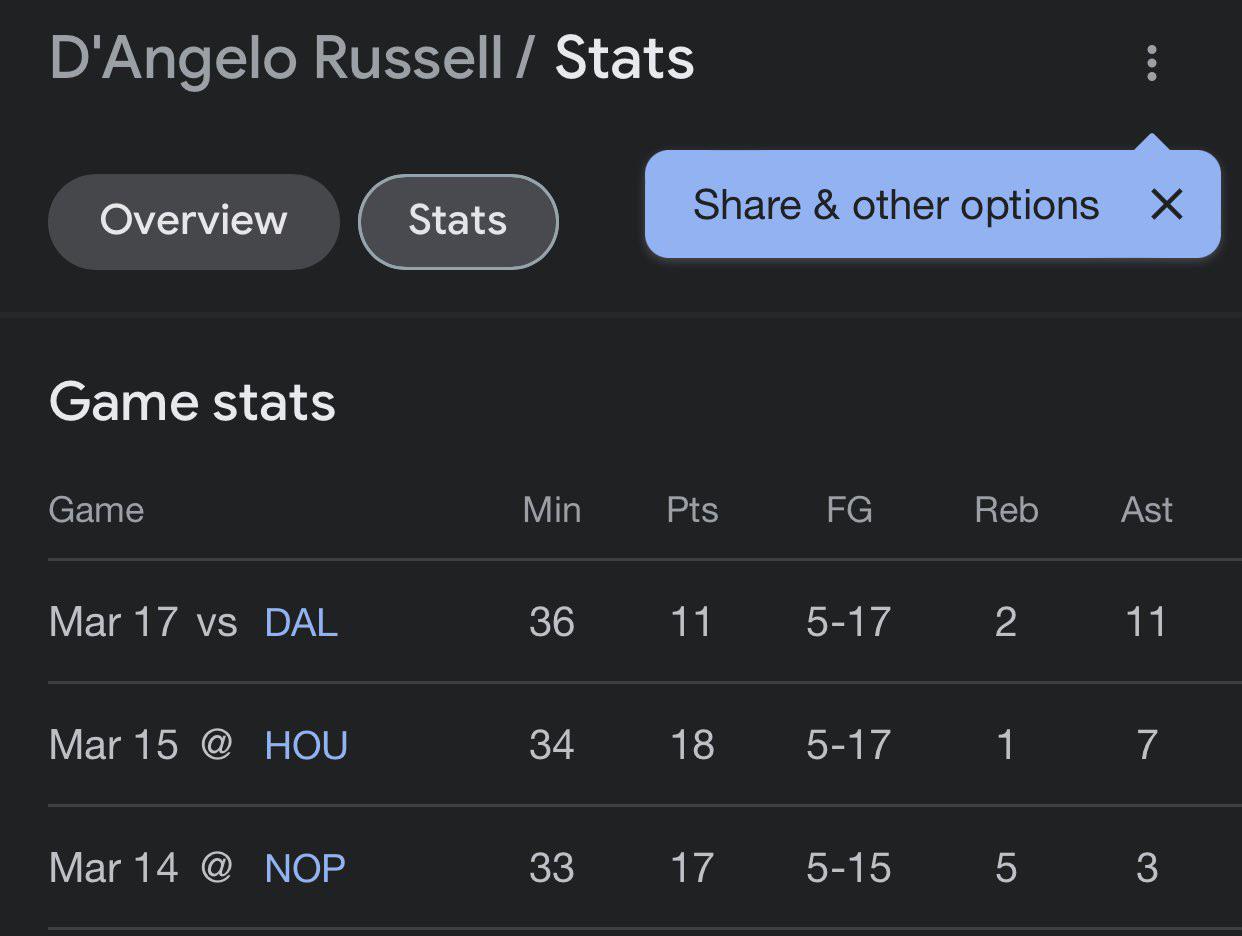 D'Angelo Russell / Stats
Overview Stats Share & other options
Game stats
Game Min Pts FG Reb Ast
Mar 17 vs DAL 36 11 5-17 2 11
Mar 15 @ HOU 34 18 5-17 1 7
Mar 14 @ NOP 33 17 5-15 5 3